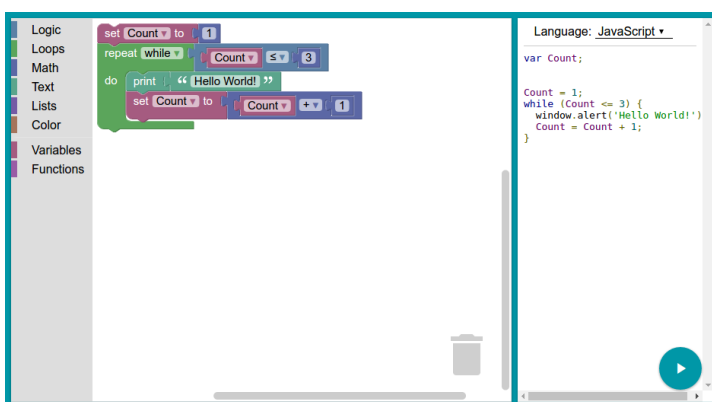 Logic
Loops
Math
Text
Lists
Color
Variables
Functions
set Count to 1
repeat while Count ≤ 3
do print “ Hello World! ”
set Count to Count + 1
Language: JavaScript
var Count;
Count = 1;
while (Count <= 3) {
window.alert('Hello World!')
Count = Count + 1;
}